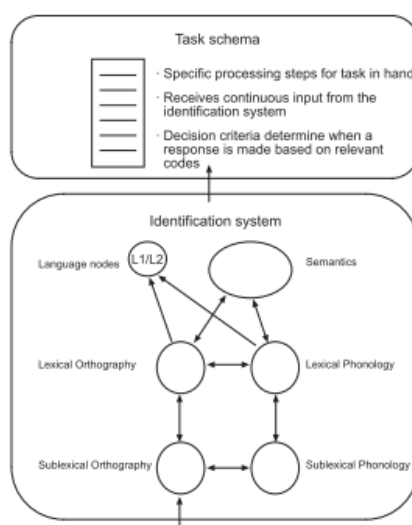 Task schema
· Specific processing steps for task in hand
· Receives continuous input from the
identification system
· Decision criteria determine when a
response is made based on relevant
codes
Identification system
Language nodes
L1/L2
Semantics
Lexical Orthography
Lexical Phonology
Sublexical Orthography
Sublexical Phonology